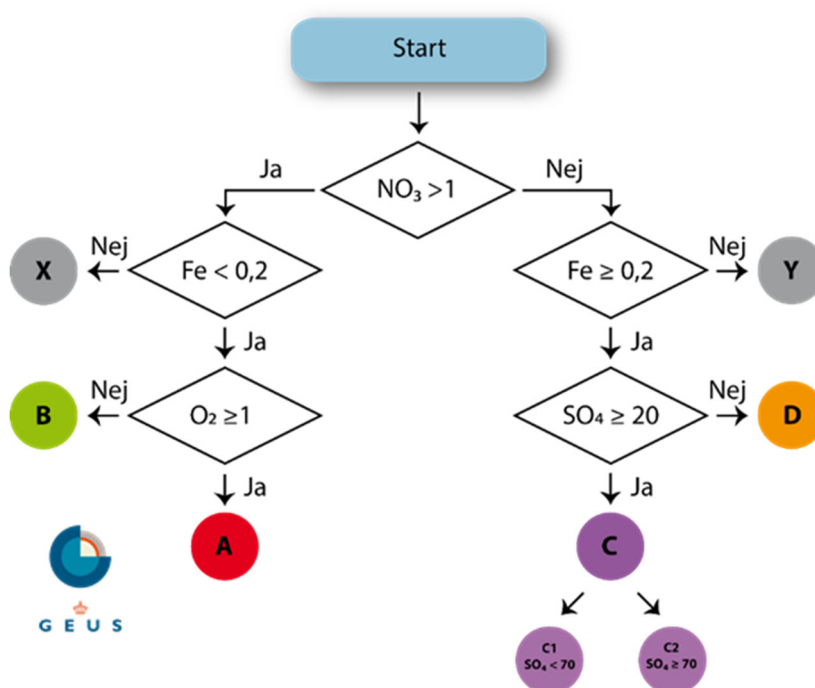 Start
Ja
Nej
NO₃ >1
Nej
Nej
X
Fe < 0,2
Fe ≥ 0,2
Y
Ja
Ja
Nej
Nej
B
O₂ ≥1
SO₄ ≥ 20
D
Ja
Ja
A
C
GEUS
C1
SO₄ < 70
C2
SO₄ ≥ 70